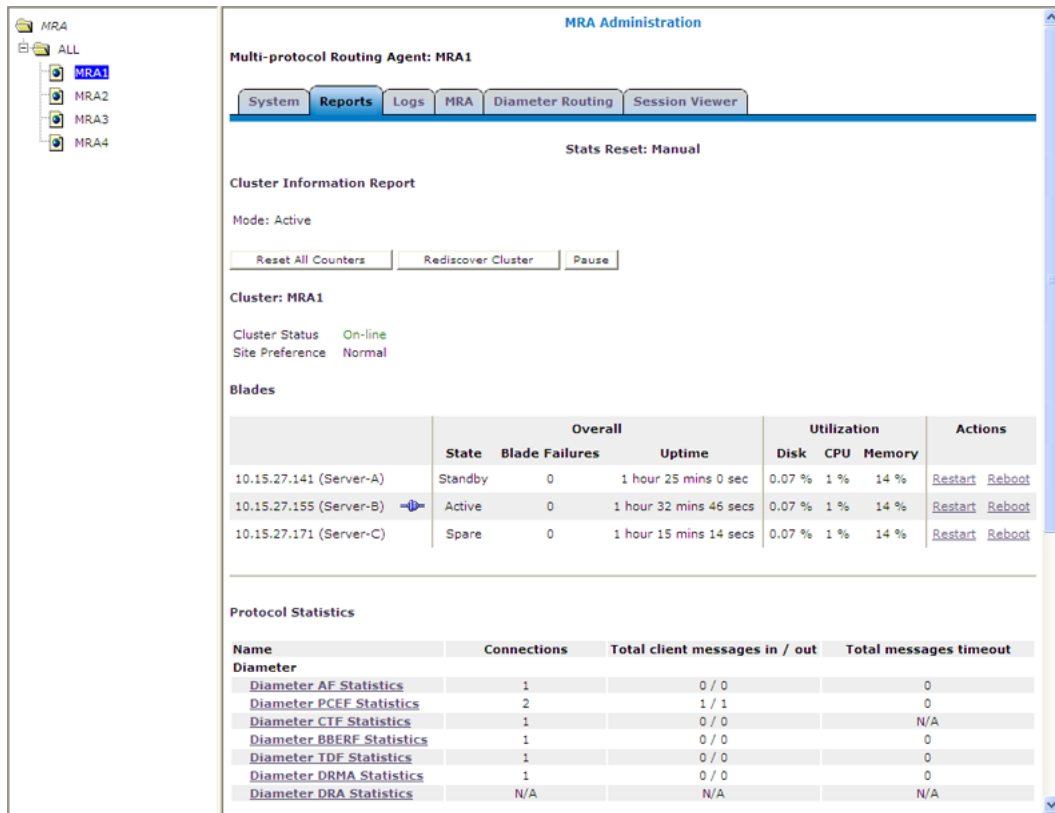 MRA
ALL
MRA1
MRA2
MRA3
MRA4
MRA Administration
Multi-protocol Routing Agent: MRA1
System Reports Logs MRA Diameter Routing Session Viewer
Stats Reset: Manual
Cluster Information Report
Mode: Active
Reset All Counters Rediscover Cluster Pause
Cluster: MRA1
Cluster Status On-line
Site Preference Normal
Blades
Overall Utilization Actions
State Blade Failures Uptime Disk CPU Memory
10.15.27.141 (Server-A) Standby 0 1 hour 25 mins 0 sec 0.07 % 1 % 14 % Restart Reboot
10.15.27.155 (Server-B) Active 0 1 hour 32 mins 46 secs 0.07 % 1 % 14 % Restart Reboot
10.15.27.171 (Server-C) Spare 0 1 hour 15 mins 14 secs 0.07 % 1 % 14 % Restart Reboot
Protocol Statistics
Name Connections Total client messages in / out Total messages timeout
Diameter
Diameter AF Statistics 1 0 / 0 0
Diameter PCEF Statistics 2 1 / 1 0
Diameter CTF Statistics 1 0 / 0 N/A
Diameter BBERF Statistics 1 0 / 0 0
Diameter TDF Statistics 1 0 / 0 0
Diameter DRMA Statistics 1 0 / 0 0
Diameter DRA Statistics N/A N/A N/A